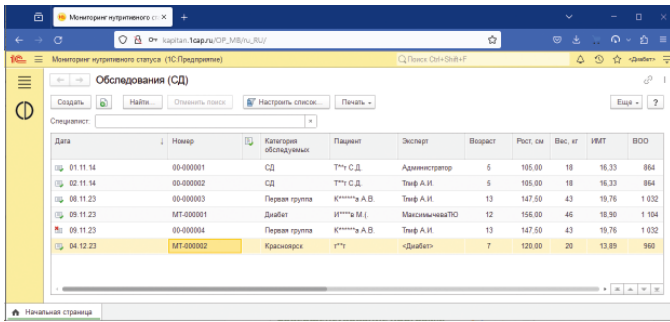 Мониторинг нутритивного ст
kapitan.1cap.ru/OP_MB/ru_RU/
Мониторинг нутритивного статуса (1С:Предприятие)
Поиск Ctrl+Shift+F
<Диабет>
Обследования (СД)
Создать Найти... Отменить поиск Настроить список... Печать Еще ?
Специалист:
Дата Номер Категория обследуемых Пациент Эксперт Возраст Рост, см Вес, кг ИМТ ВОО
01.11.14 00-000001 СД Т**т С.Д. Администратор 5 105,00 18 16,33 864
02.11.14 00-000002 СД Т**т С.Д. Тпиф А.И. 5 105,00 18 16,33 864
08.11.23 00-000003 Первая группа К******а А.В. Тпиф А.И. 13 147,50 43 19,76 1 032
09.11.23 МТ-000001 Диабет И****в М.(. МаксимычеваТЮ 12 156,00 46 18,90 1 104
09.11.23 00-000004 Первая группа К******а А.В. Тпиф А.И. 13 147,50 43 19,76 1 032
04.12.23 МТ-000002 Красноярск т**т <Диабет> 7 120,00 20 13,89 960
Начальная страница